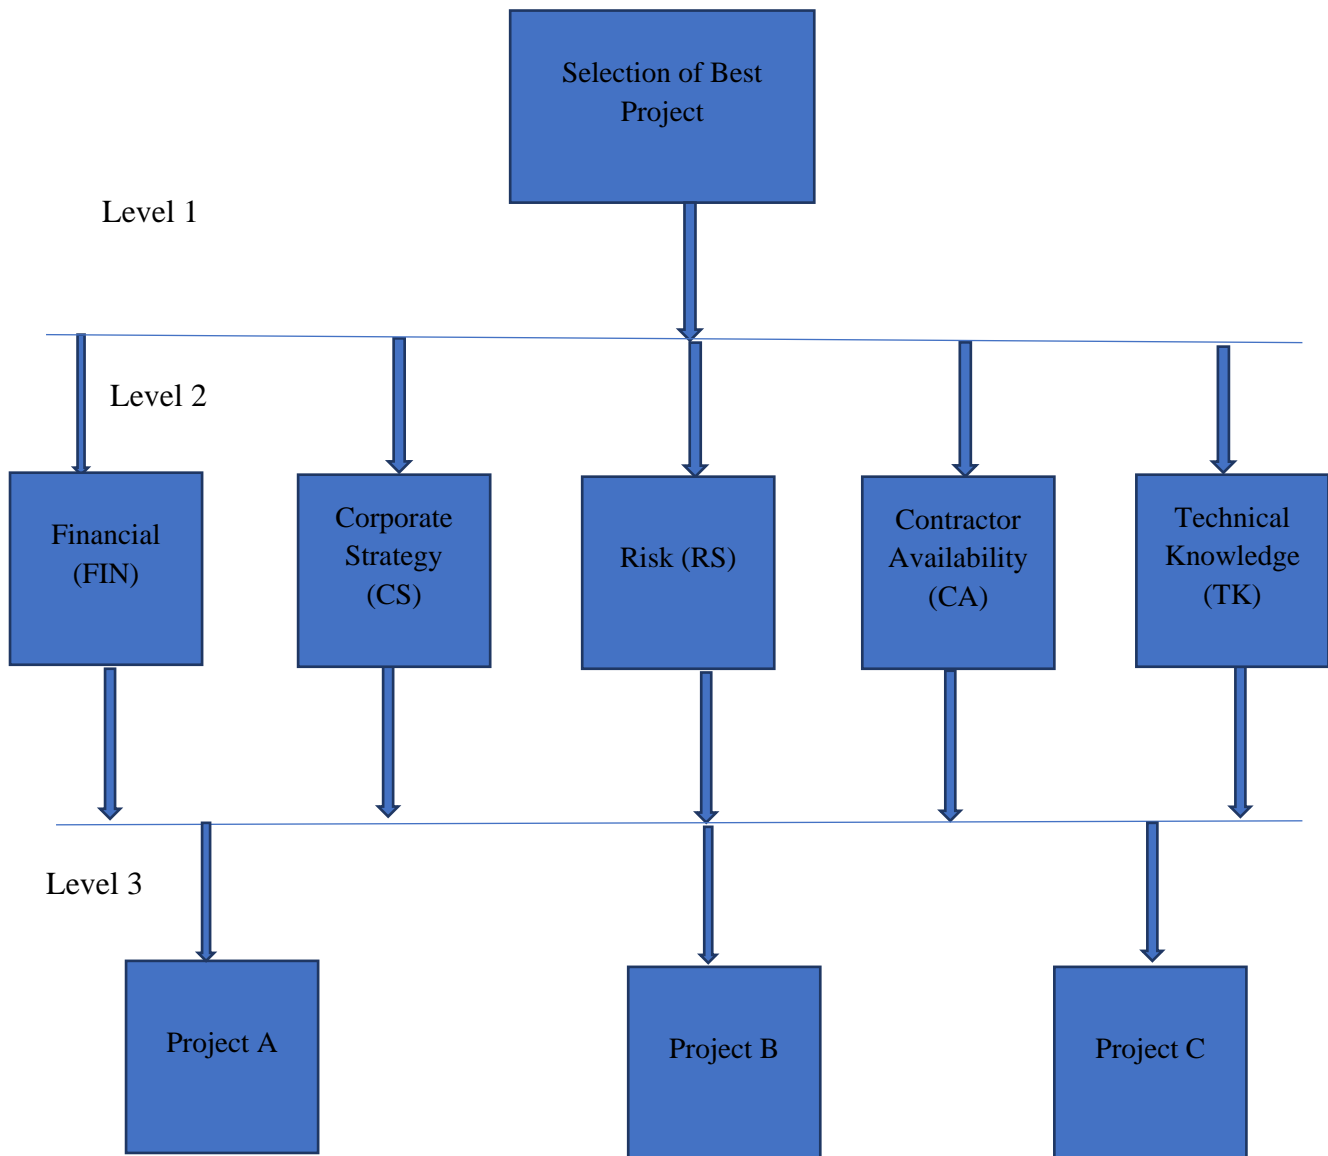 Selection of Best
Project
Level 1
Level 2
Financial
(FIN)
Corporate
Strategy
(CS)
Risk (RS)
Contractor
Availability
(CA)
Technical
Knowledge
(TK)
Level 3
Project A
Project B
Project C